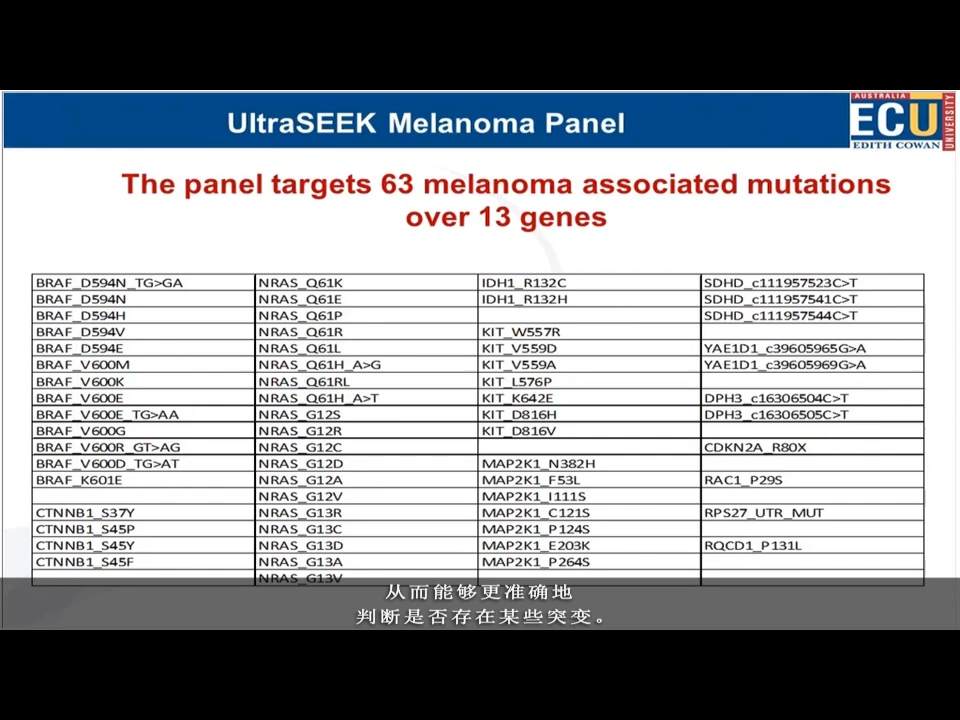 UltraSEEK Melanoma Panel
AUSTRALIA
ECU
EDITH COWAN
UNIVERSITY
The panel targets 63 melanoma associated mutations
over 13 genes
BRAF_D594N_TG>GA NRAS_Q61K IDH1_R132C SDHD_c111957523C>T
BRAF_D594N NRAS_Q61E IDH1_R132H SDHD_c111957541C>T
BRAF_D594H NRAS_Q61P SDHD_c111957544C>T
BRAF_D594V NRAS_Q61R KIT_W557R
BRAF_D594E NRAS_Q61L KIT_V559D YAE1D1_c39605965G>A
BRAF_V600M NRAS_Q61H_A>G KIT_V559A YAE1D1_c39605969G>A
BRAF_V600K NRAS_Q61RL KIT_L576P
BRAF_V600E NRAS_Q61H_A>T KIT_K642E DPH3_c16306504C>T
BRAF_V600E_TG>AA NRAS_G12S KIT_D816H DPH3_c16306505C>T
BRAF_V600G NRAS_G12R KIT_D816V
BRAF_V600R_GT>AG NRAS_G12C CDKN2A_R80X
BRAF_V600D_TG>AT NRAS_G12D MAP2K1_N382H
BRAF_K601E NRAS_G12A MAP2K1_F53L RAC1_P29S
NRAS_G12V MAP2K1_I111S
CTNNB1_S37Y NRAS_G13R MAP2K1_C121S RPS27_UTR_MUT
CTNNB1_S45P NRAS_G13C MAP2K1_P124S
CTNNB1_S45Y NRAS_G13D MAP2K1_E203K RQCD1_P131L
CTNNB1_S45F NRAS_G13A MAP2K1_P264S
NRAS_G13V
从而能够更准确地
判断是否存在某些突变。